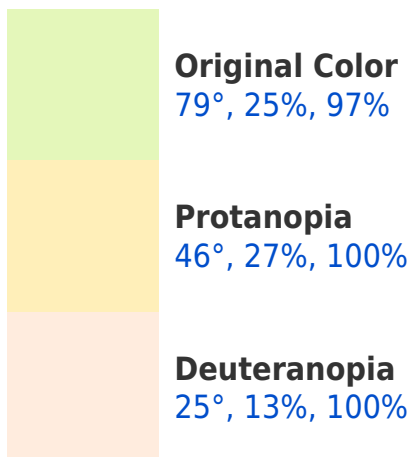 Original Color
79°, 25%, 97%
Protanopia
46°, 27%, 100%
Deuteranopia
25°, 13%, 100%